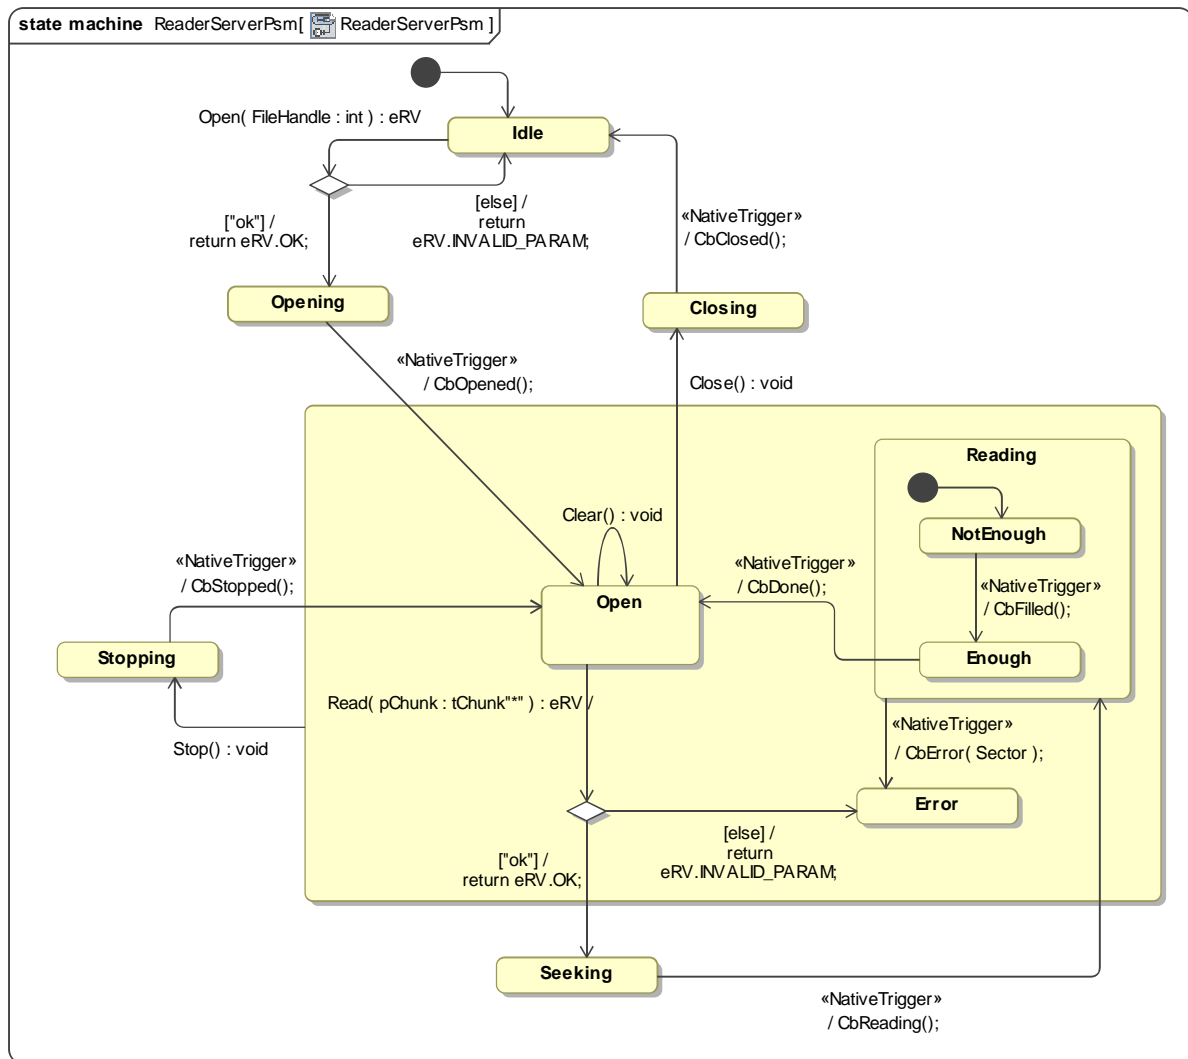 state machine ReaderServerPsm[ ReaderServerPsm ]
Open( FileHandle : int ) : eRV
Idle
["ok"] /
return eRV.OK;
[else] /
return
eRV.INVALID_PARAM;
«NativeTrigger»
/ CbClosed();
Opening
Closing
«NativeTrigger»
/ CbOpened();
Close() : void
Reading
NotEnough
Clear() : void
«NativeTrigger»
/ CbStopped();
«NativeTrigger»
/ CbDone();
«NativeTrigger»
/ CbFilled();
Open
Stopping
Enough
Read( pChunk : tChunk"*" ) : eRV /
Stop() : void
«NativeTrigger»
/ CbError( Sector );
Error
[else] /
return
eRV.INVALID_PARAM;
["ok"] /
return eRV.OK;
Seeking
«NativeTrigger»
/ CbReading();